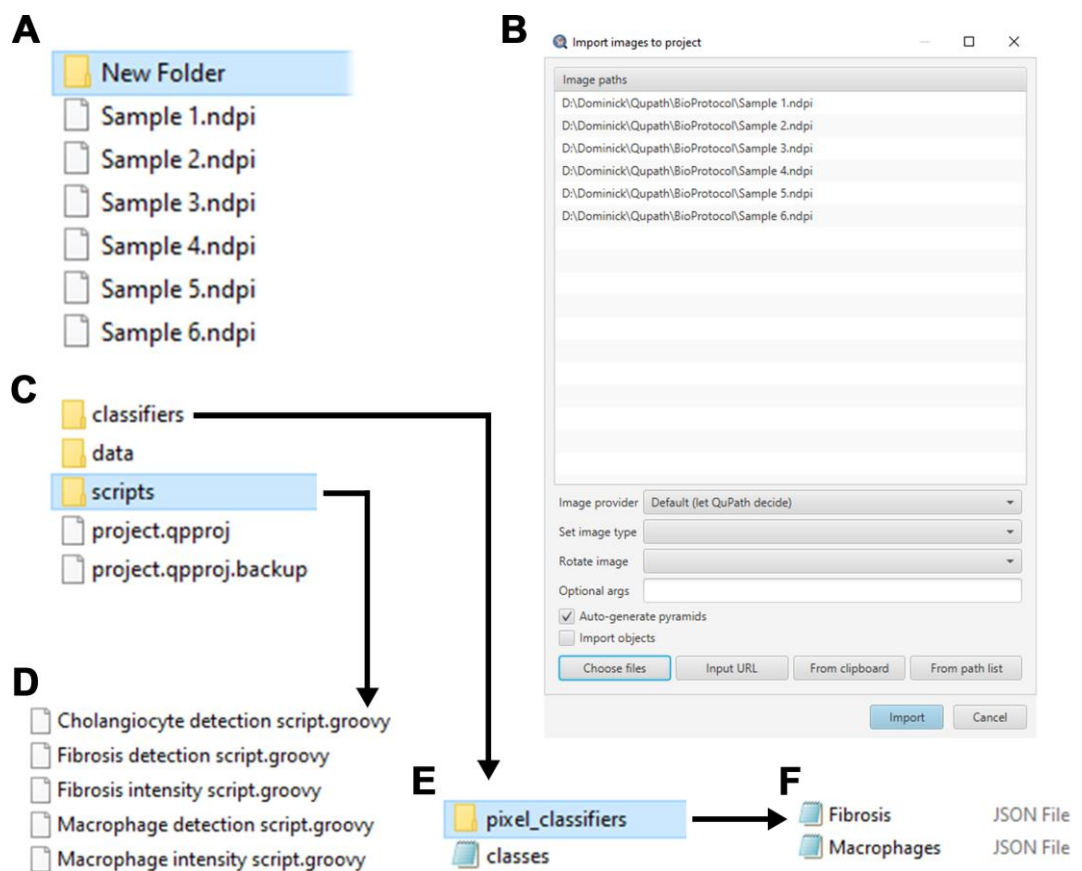 A
New Folder
Sample 1.ndpi
Sample 2.ndpi
Sample 3.ndpi
Sample 4.ndpi
Sample 5.ndpi
Sample 6.ndpi
B
Import images to project
Image paths
D:\Dominick\Qupath\BioProtocol\Sample 1.ndpi
D:\Dominick\Qupath\BioProtocol\Sample 2.ndpi
D:\Dominick\Qupath\BioProtocol\Sample 3.ndpi
D:\Dominick\Qupath\BioProtocol\Sample 4.ndpi
D:\Dominick\Qupath\BioProtocol\Sample 5.ndpi
D:\Dominick\Qupath\BioProtocol\Sample 6.ndpi
Image provider Default (let QuPath decide)
Set image type
Rotate image
Optional args
Auto-generate pyramids
Import objects
Choose files Input URL From clipboard From path list
Import Cancel
C
classifiers
data
scripts
project.qpproj
project.qpproj.backup
D
Cholangiocyte detection script.groovy
Fibrosis detection script.groovy
Fibrosis intensity script.groovy
Macrophage detection script.groovy
Macrophage intensity script.groovy
E
pixel_classifiers
classes
F
Fibrosis JSON File
Macrophages JSON File